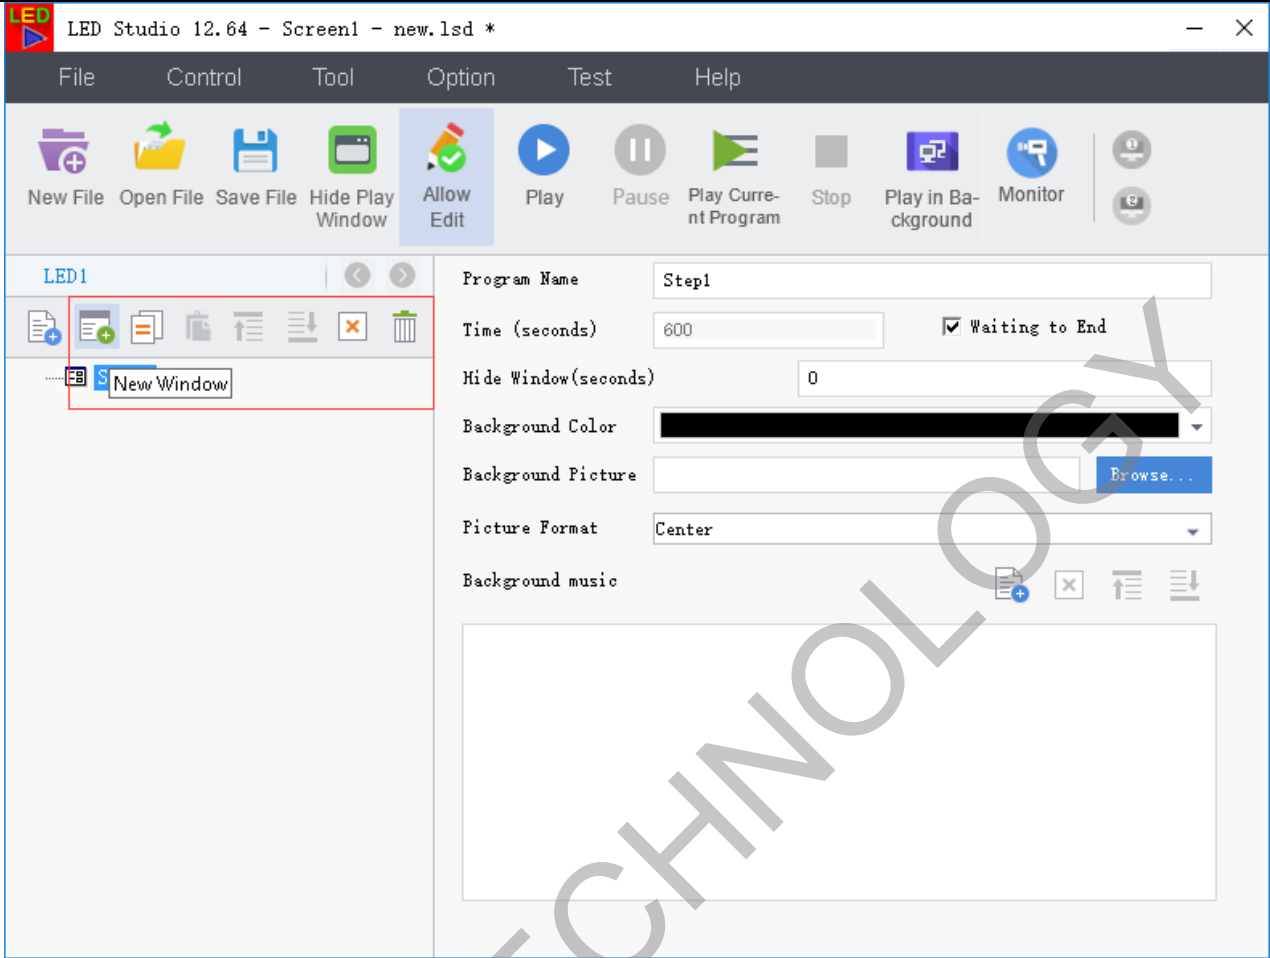 LED
LED Studio 12.64 - Screen1 - new.lsd *
File Control Tool Option Test Help
New File Open File Save File Hide Play Window Allow Edit Play Pause Play Curre-nt Program Stop Play in Ba-ckground Monitor
1
2
LED1
Program Name Step1
Time (seconds) 600 Waiting to End
S
New Window
Hide Window(seconds) 0
Background Color
Background Picture Browse...
Picture Format Center
Background music
ECHNOLOGY